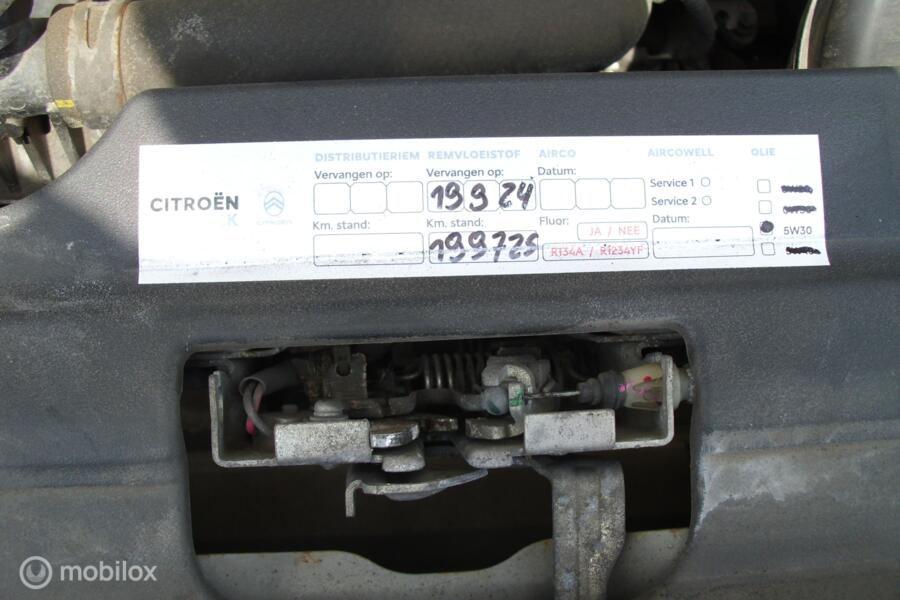 DISTRIBUTIERIEM REMVLOEISTOF AIRCO AIRCOWELL OLIE
Vervangen op: Vervangen op: Datum:
19 9 24
Service 1
Service 2
CITROËN
K
Km. stand: Km. stand: Fluor: JA / NEE Datum:
5W30
199725
R134A / R1234YF
mobilox